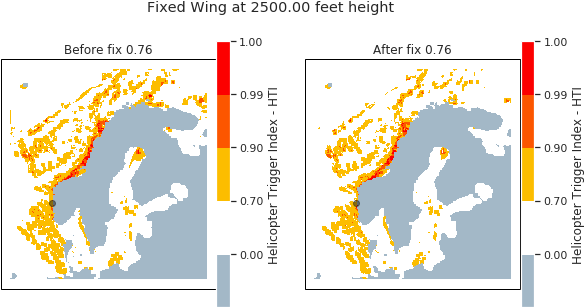 Fixed Wing at 2500.00 feet height
Before fix 0.76
1.00
0.99
0.90
0.70
0.00
Helicopter Trigger Index - HTI
After fix 0.76
1.00
0.99
0.90
0.70
0.00
Helicopter Trigger Index - HTI